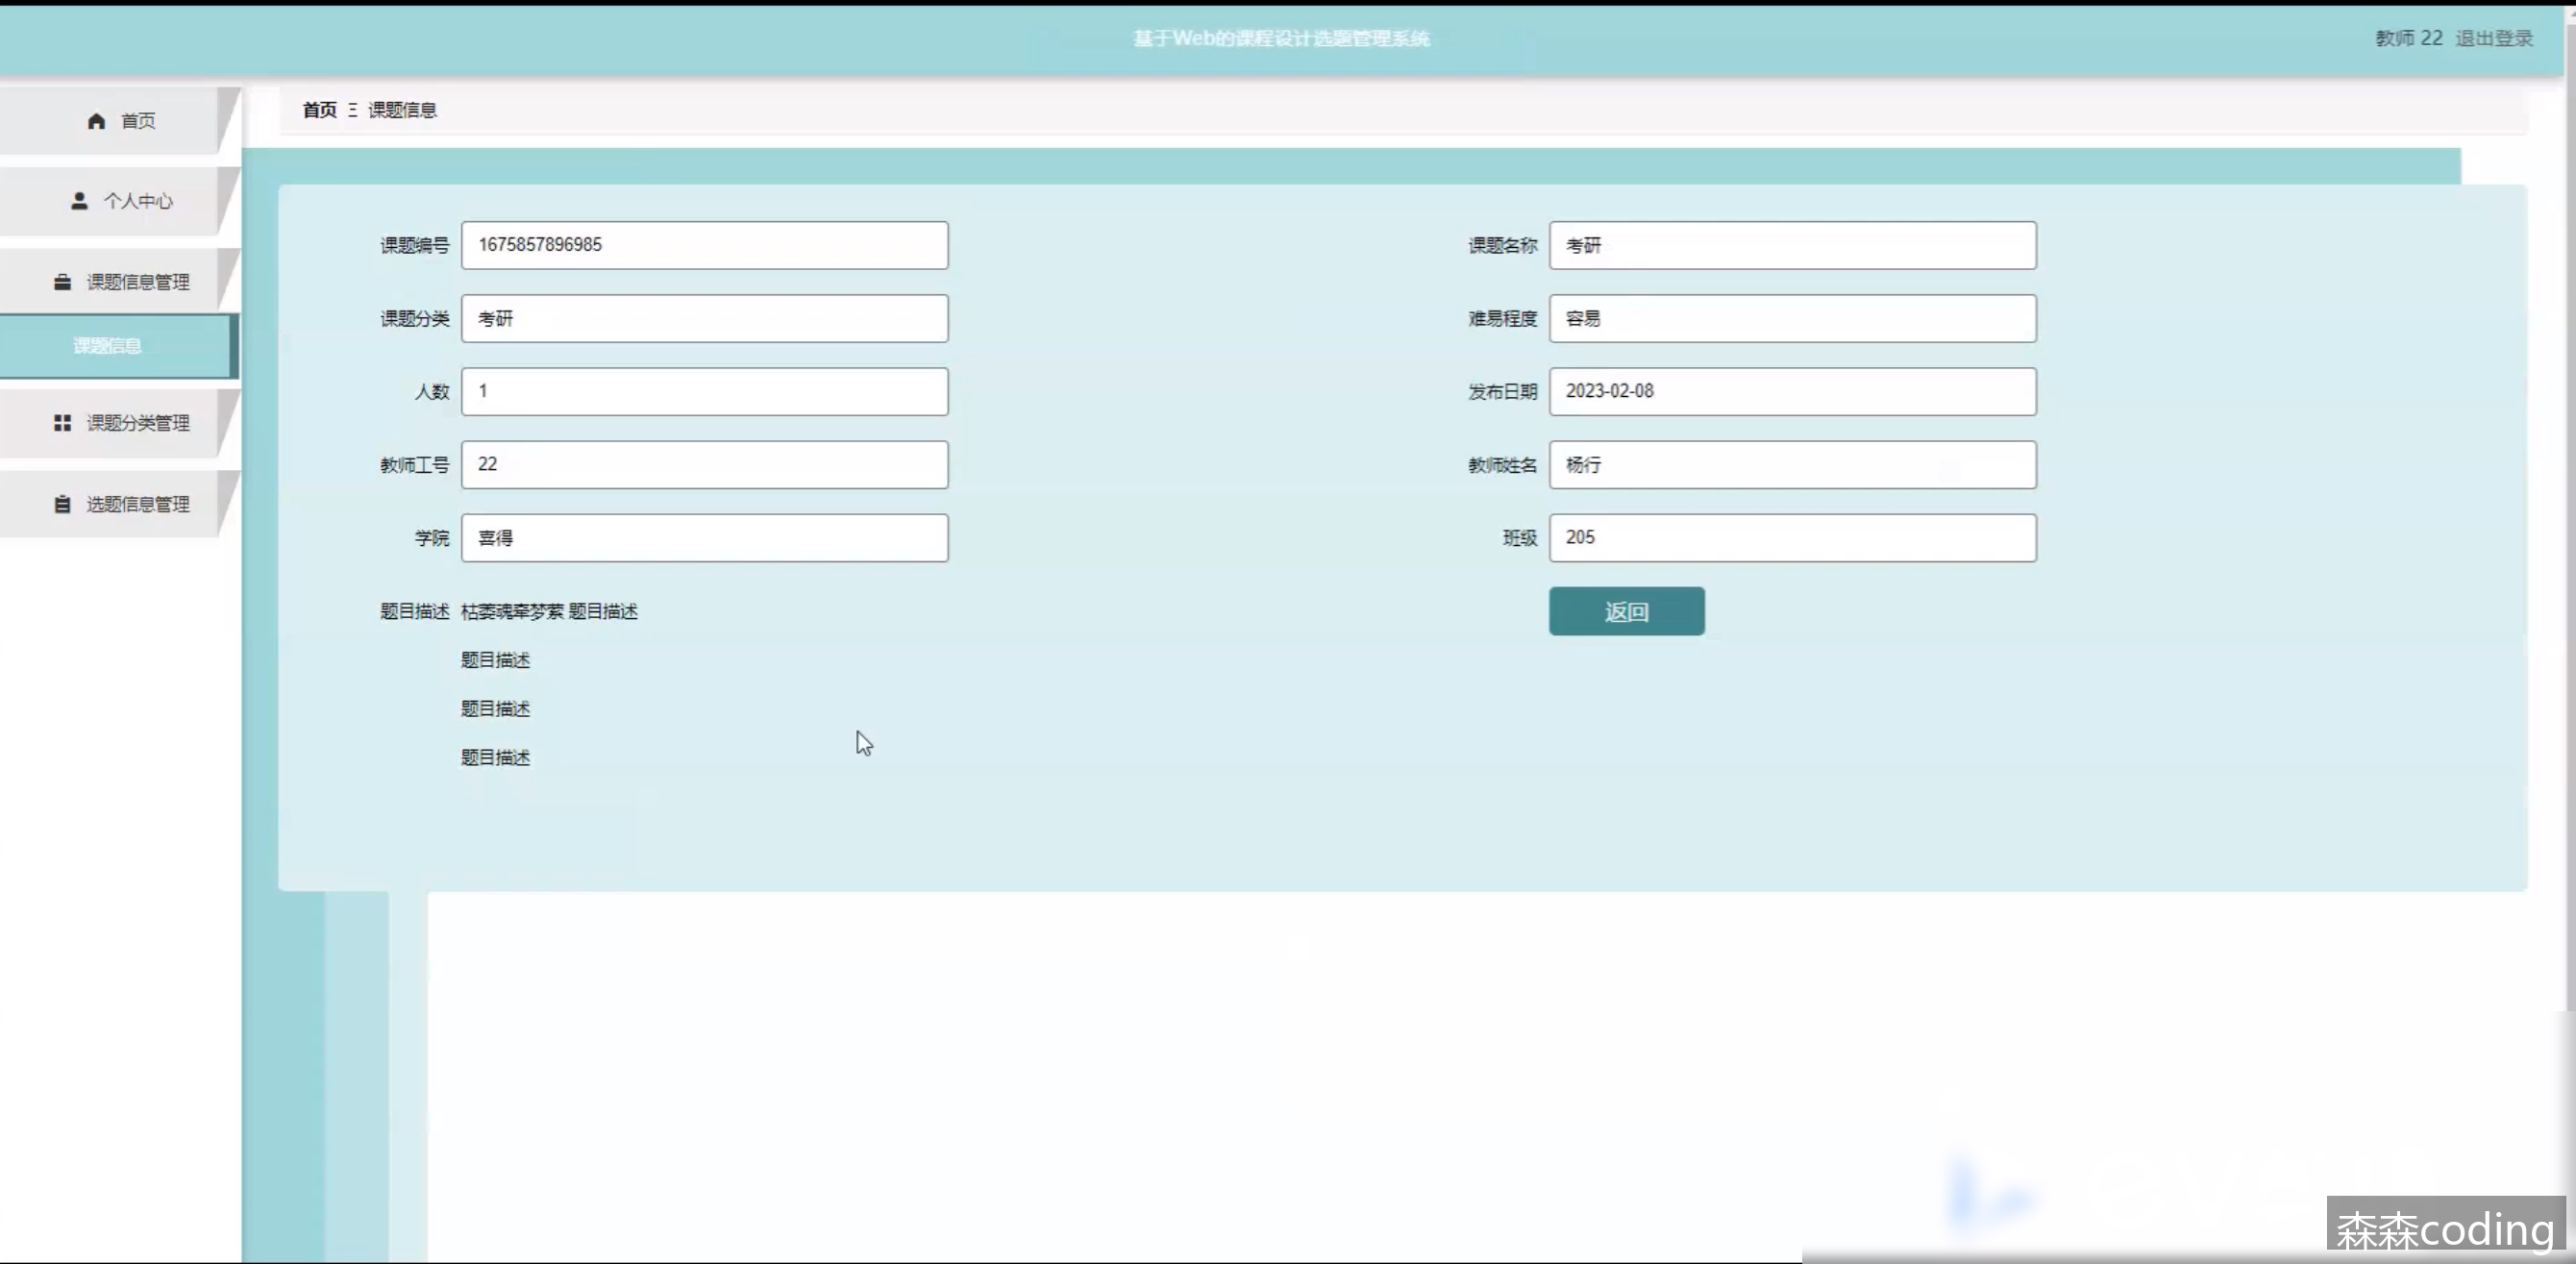 基于Web的课程设计选题管理系统
教师 22 退出登录
首页
个人中心
课题信息管理
课题信息
课题分类管理
选题信息管理
首页 Ξ 课题信息
课题编号 1675857896985
课题名称 考研
课题分类 考研
难易程度 容易
人数 1
发布日期 2023-02-08
教师工号 22
教师姓名 杨行
学院 喜得
班级 205
题目描述 枯萎魂牵梦萦 题目描述
返回
题目描述
题目描述
题目描述
森森coding